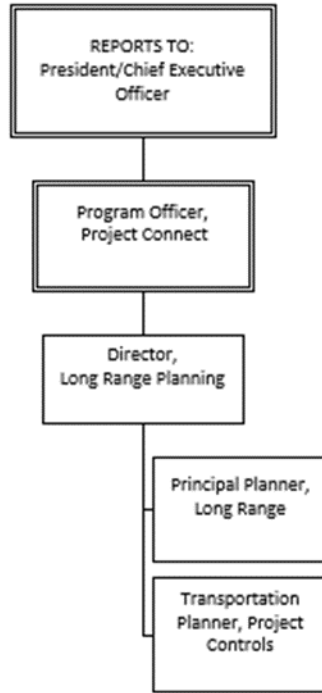 REPORTS TO:
President/Chief Executive
Officer
Program Officer,
Project Connect
Director,
Long Range Planning
Principal Planner,
Long Range
Transportation
Planner, Project
Controls